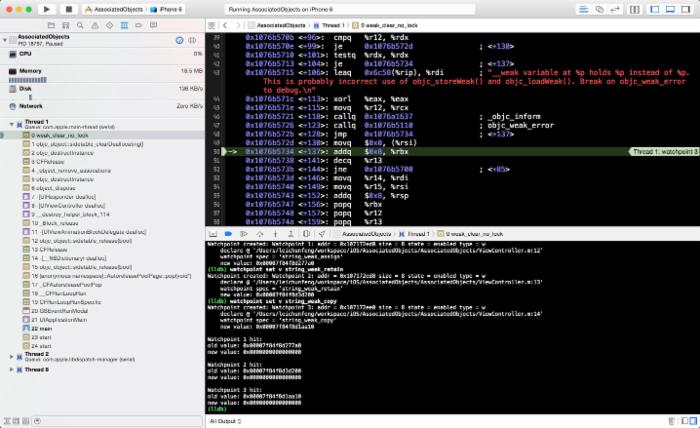 AssociatedObjects
iPhone 6
Running AssociatedObjects on iPhone 6
AssociatedObjects
PID 18797, Paused
CPU 0%
Memory 18.5 MB
Disk
Network Zero KB/s
Thread 1
Queue: com.apple.main-thread (serial)
0 weak_clear_no_lock
1 objc_object::sidetable_clearDeallocating()
2 objc_destructInstance
3 CFRelease
4 _object_remove_assocations
5 objc_destructInstance
6 object_dispose
7 -[UIResponder dealloc]
8 -[UIViewController dealloc]
9 __destroy_helper_block_114
10 _Block_release
11 -[UIViewAnimationBlockDelegate dealloc]
12 objc_object::sidetable_release(bool)
13 CFRelease
14 -[__NSDictionaryI dealloc]
15 objc_object::sidetable_release(bool)
16 (anonymous namespace)::AutoreleasePoolPage::pop(void*)
17 _CFAutoreleasePoolPop
18 __CFRunLoopRun
19 CFRunLoopRunSpecific
20 GSEventRunModal
21 UIApplicationMain
22 main
23 start
24 start
Thread 2
Queue: com.apple.libdispatch-manager (serial)
Thread 8
AssociatedObjects Thread 1 0 weak_clear_no_lock
39 0x1076b570b <+96>: cmpq %r12, %rdx
40 0x1076b570e <+99>: je 0x1076b572d ; <+130>
41 0x1076b5710 <+101>: testq %rdx, %rdx
42 0x1076b5713 <+104>: je 0x1076b5734 ; <+137>
43 0x1076b5715 <+106>: leaq 0x6c58(%rip), %rdi ; "__weak variable at %p holds %p instead of %p.
This is probably incorrect use of objc_storeWeak() and objc_loadWeak(). Break on objc_weak_error
to debug.\n"
44 0x1076b571c <+113>: xorl %eax, %eax
45 0x1076b571e <+115>: movq %r12, %rcx
46 0x1076b5721 <+118>: callq 0x1076a1637 ; _objc_inform
47 0x1076b5726 <+123>: callq 0x1076b5110 ; objc_weak_error
48 0x1076b572b <+128>: jmp 0x1076b5734 ; <+137>
49 0x1076b572d <+130>: movq $0x0, (%rsi)
50 -> 0x1076b5734 <+137>: addq $0x8, %rbx Thread 1: watchpoint 3
51 0x1076b5738 <+141>: decq %r13
52 0x1076b573b <+144>: jne 0x1076b5700 ; <+85>
53 0x1076b573d <+146>: movq %r14, %rdi
54 0x1076b5740 <+149>: movq %r15, %rsi
55 0x1076b5743 <+152>: addq $0x8, %rsp
56 0x1076b5747 <+156>: popq %rbx
57 0x1076b5748 <+157>: popq %r12
58 0x1076b574a <+159>: popq %r13
AssociatedObjects Thread 1 0 weak_clear_no_lock
Watchpoint created: Watchpoint 1: addr = 0x107172ed8 size = 8 state = enabled type = w
declare @ '/Users/leichunfeng/workspace/iOS/AssociatedObjects/AssociatedObjects/ViewController.m:12'
watchpoint spec = 'string_weak_assign'
new value: 0x00007f84f8d277a0
(lldb) watchpoint set v string_weak_retain
Watchpoint created: Watchpoint 2: addr = 0x107172ee0 size = 8 state = enabled type = w
declare @ '/Users/leichunfeng/workspace/iOS/AssociatedObjects/AssociatedObjects/ViewController.m:13'
watchpoint spec = 'string_weak_retain'
new value: 0x00007f84f8d3d200
(lldb) watchpoint set v string_weak_copy
Watchpoint created: Watchpoint 3: addr = 0x107172ee8 size = 8 state = enabled type = w
declare @ '/Users/leichunfeng/workspace/iOS/AssociatedObjects/AssociatedObjects/ViewController.m:14'
watchpoint spec = 'string_weak_copy'
new value: 0x00007f84f8d1aa10
Watchpoint 1 hit:
old value: 0x00007f84f8d277a0
new value: 0x0000000000000000
Watchpoint 2 hit:
old value: 0x00007f84f8d3d200
new value: 0x0000000000000000
Watchpoint 3 hit:
old value: 0x00007f84f8d1aa10
new value: 0x0000000000000000
(lldb)
All Output